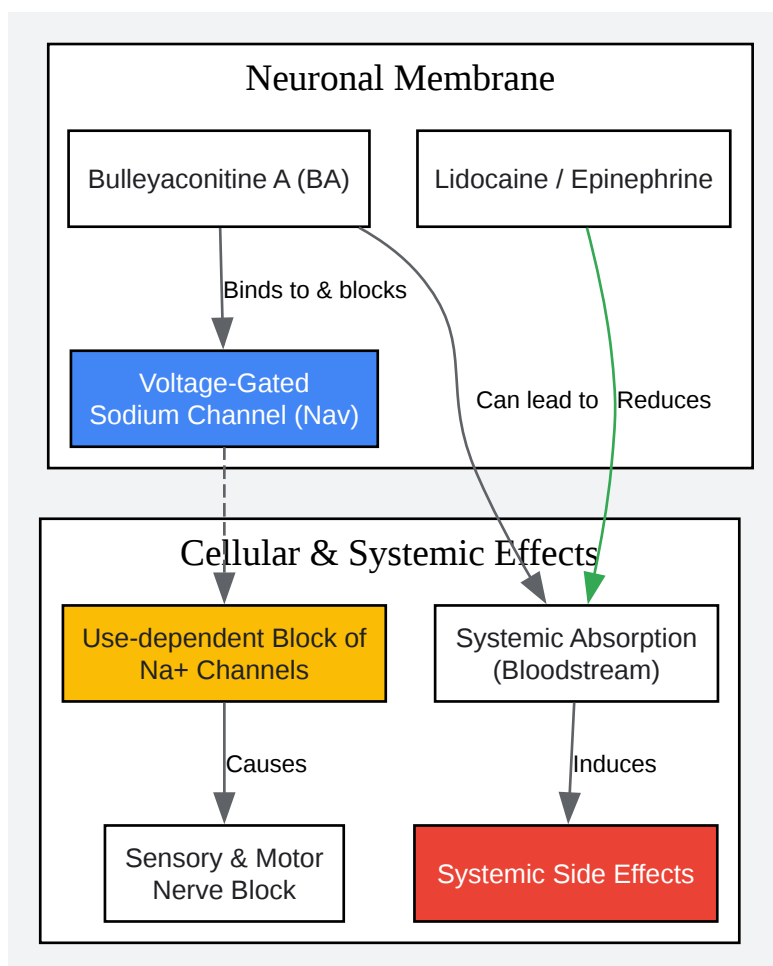 Neuronal Membrane
Bulleyaconitine A (BA)
Lidocaine / Epinephrine
Binds to & blocks
Voltage-Gated
Sodium Channel (Nav)
Can lead to
Reduces
Cellular & Systemic Effects
Use-dependent Block of
Na+ Channels
Systemic Absorption
(Bloodstream)
Causes
Induces
Sensory & Motor
Nerve Block
Systemic Side Effects